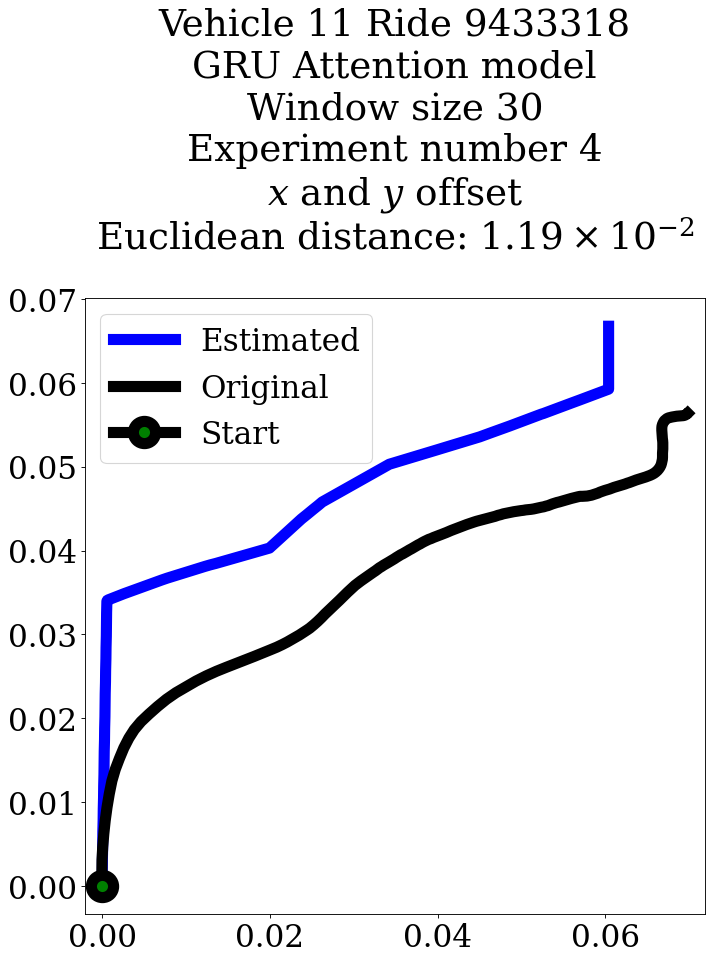 Vehicle 11 Ride 9433318
GRU Attention model
Window size 30
Experiment number 4
x and y offset
Euclidean distance: 1.19 × 10⁻²
0.07
0.06
0.05
0.04
0.03
0.02
0.01
0.00
Estimated
Original
Start
0.00 0.02 0.04 0.06